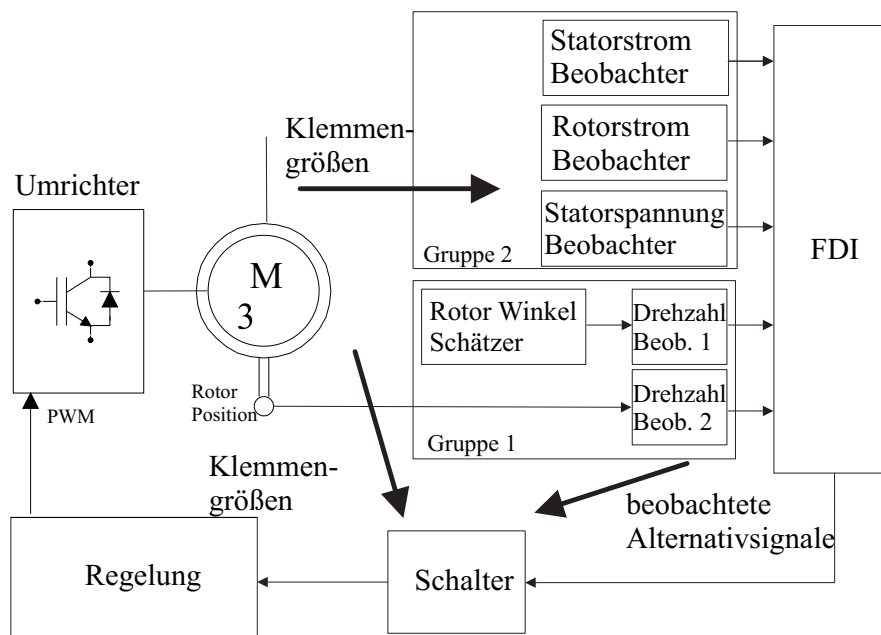 Statorstrom
Beobachter
Rotorstrom
Beobachter
Statorspannung
Beobachter
Gruppe 2
FDI
Klemmen-
größen
Umrichter
M
3
Rotor Winkel
Schätzer
Drehzahl
Beob. 1
Drehzahl
Beob. 2
Gruppe 1
Rotor
Position
PWM
Klemmen-
größen
beobachtete
Alternativsignale
Regelung
Schalter